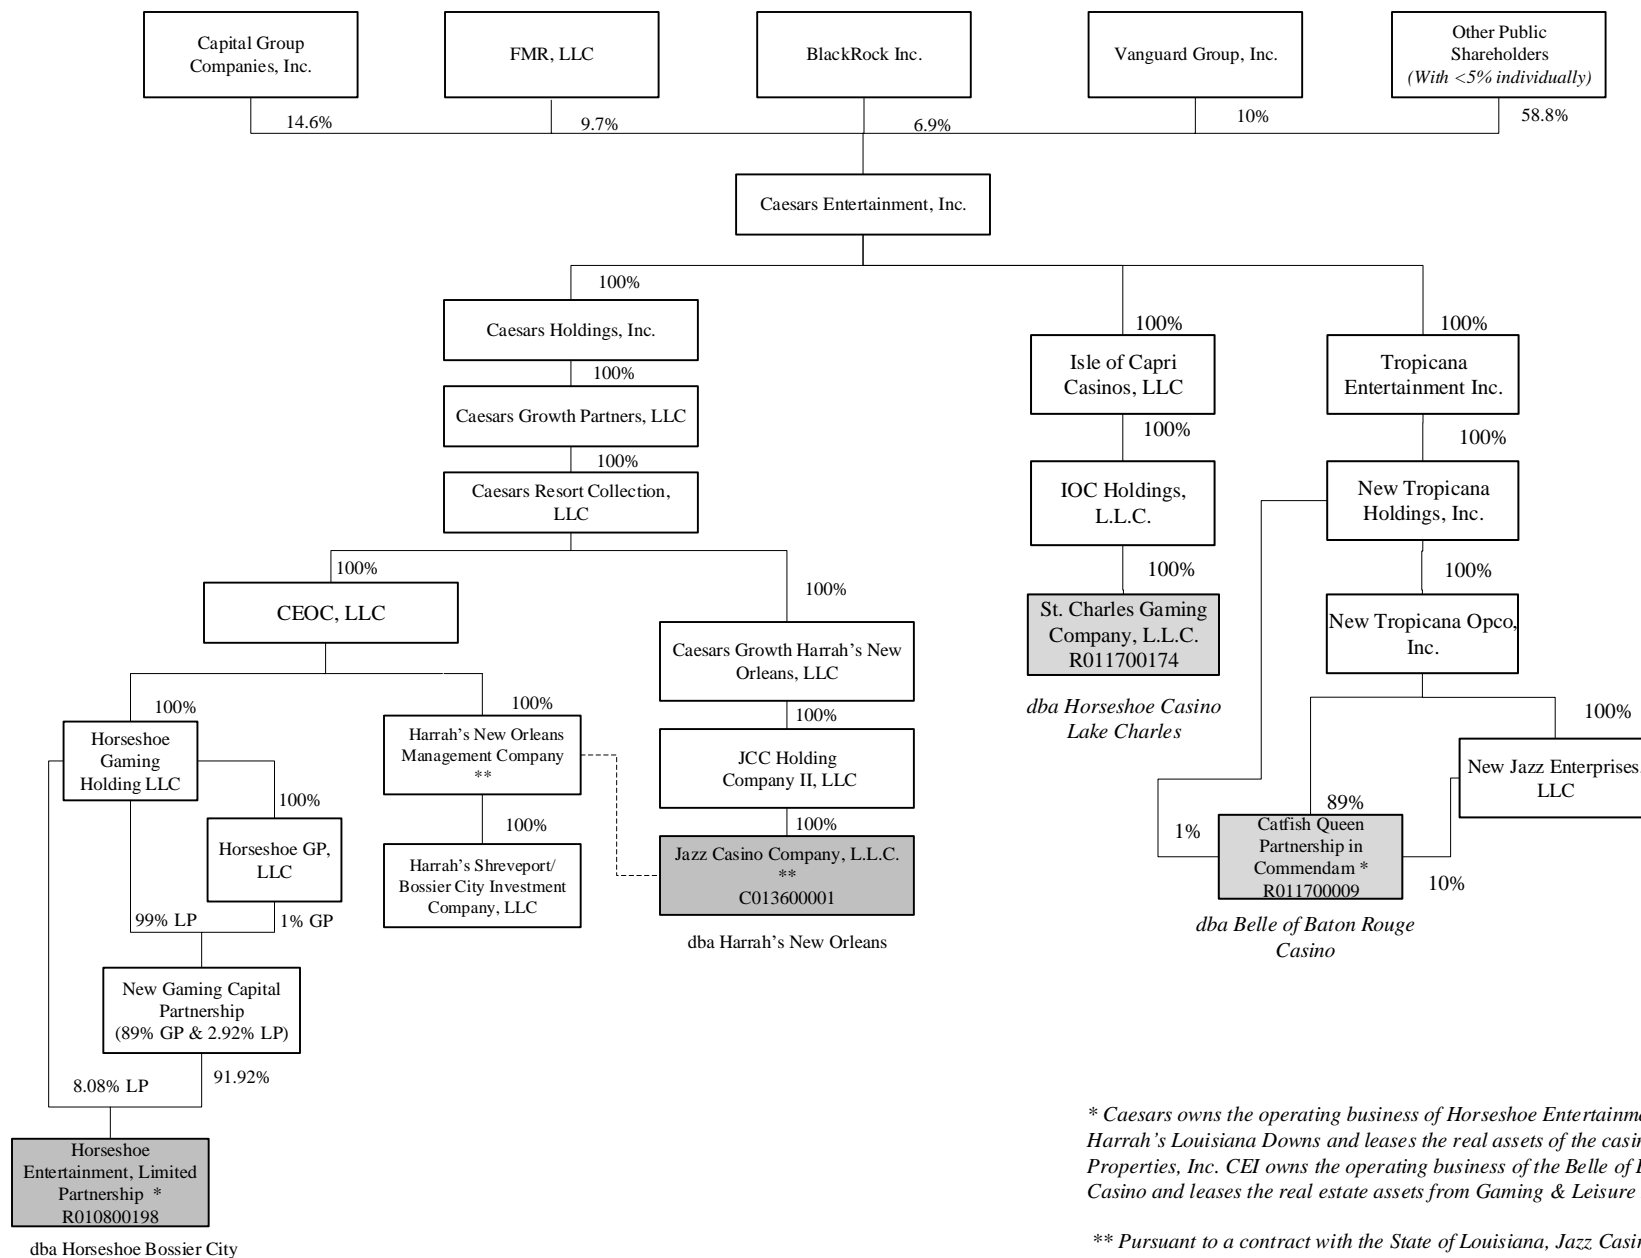 Capital Group
Companies, Inc.
FMR, LLC
BlackRock Inc.
Vanguard Group, Inc.
Other Public
Shareholders
(With <5% individually)
14.6%
9.7%
6.9%
10%
58.8%
Caesars Entertainment, Inc.
100%
Caesars Holdings, Inc.
100%
Caesars Growth Partners, LLC
100%
Caesars Resort Collection,
LLC
100%
Isle of Capri
Casinos, LLC
100%
IOC Holdings,
L.L.C.
100%
St. Charles Gaming
Company, L.L.C.
R011700174
dba Horseshoe Casino
Lake Charles
100%
Tropicana
Entertainment Inc.
100%
New Tropicana
Holdings, Inc.
100%
New Tropicana Opco,
Inc.
100%
New Jazz Enterprises,
LLC
89%
1%
10%
Catfish Queen
Partnership in
Commendam *
R011700009
dba Belle of Baton Rouge
Casino
100%
CEOC, LLC
100%
Caesars Growth Harrah's New
Orleans, LLC
100%
JCC Holding
Company II, LLC
100%
Jazz Casino Company, L.L.C.
**
C013600001
dba Harrah's New Orleans
100%
Horseshoe
Gaming
Holding LLC
100%
Harrah's New Orleans
Management Company
**
100%
Harrah's Shreveport/
Bossier City Investment
Company, LLC
100%
Horseshoe GP,
LLC
99% LP
1% GP
New Gaming Capital
Partnership
(89% GP & 2.92% LP)
8.08% LP
91.92%
Horseshoe
Entertainment, Limited
Partnership *
R010800198
dba Horseshoe Bossier City
* Caesars owns the operating business of Horseshoe Entertainm
Harrah's Louisiana Downs and leases the real assets of the casin
Properties, Inc. CEI owns the operating business of the Belle of
Casino and leases the real estate assets from Gaming & Leisure
** Pursuant to a contract with the State of Louisiana, Jazz Casin